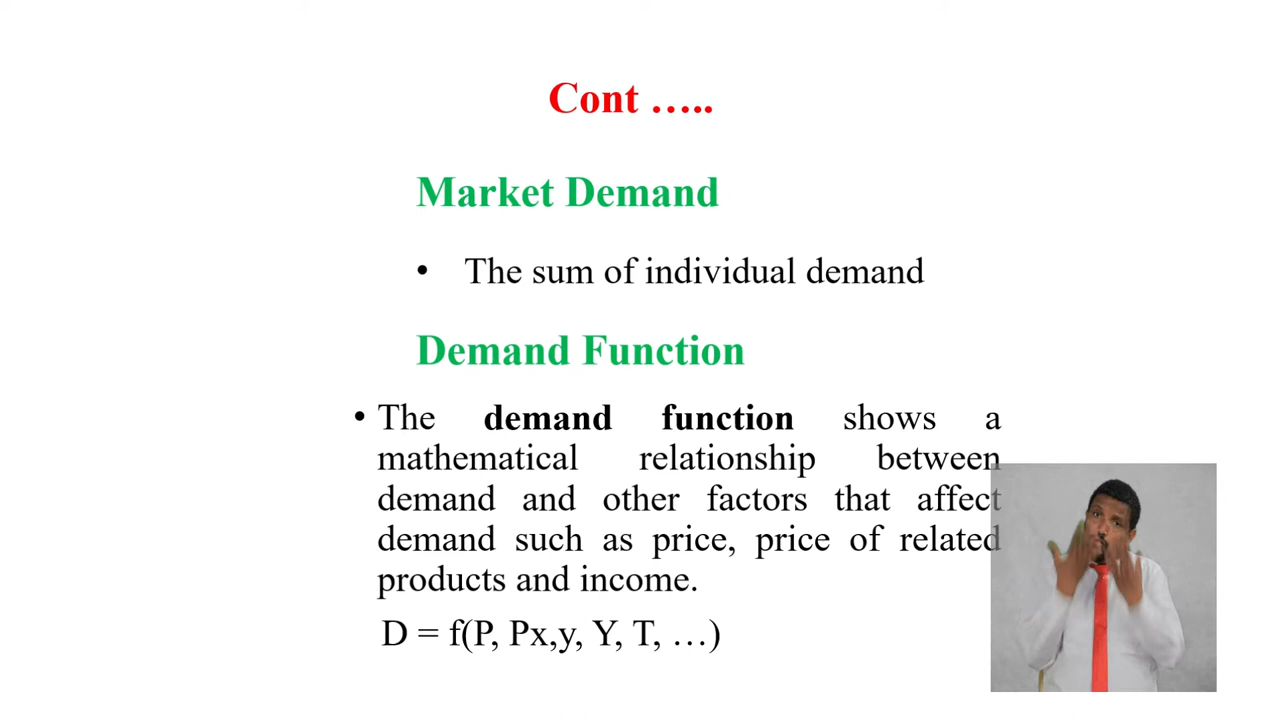 Cont …..
Market Demand
• The sum of individual demand
Demand Function
• The demand function shows a
mathematical relationship between
demand and other factors that affect
demand such as price, price of related
products and income.
D = f(P, Px,y, Y, T, …)